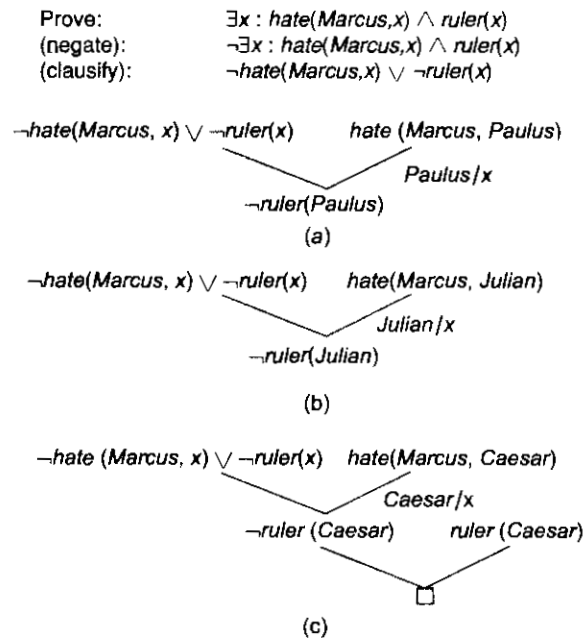 Prove: ∃x : hate(Marcus,x) ∧ ruler(x)
(negate): ¬∃x : hate(Marcus,x) ∧ ruler(x)
(clausify): ¬hate(Marcus,x) ∨ ¬ruler(x)
¬hate(Marcus, x) ∨ ¬ruler(x) hate (Marcus, Paulus)
Paulus/x
¬ruler(Paulus)
(a)
¬hate(Marcus, x) ∨ ¬ruler(x) hate(Marcus, Julian)
Julian/x
¬ruler(Julian)
(b)
¬hate (Marcus, x) ∨ ¬ruler(x) hate(Marcus, Caesar)
Caesar/x
¬ruler (Caesar) ruler (Caesar)
(c)